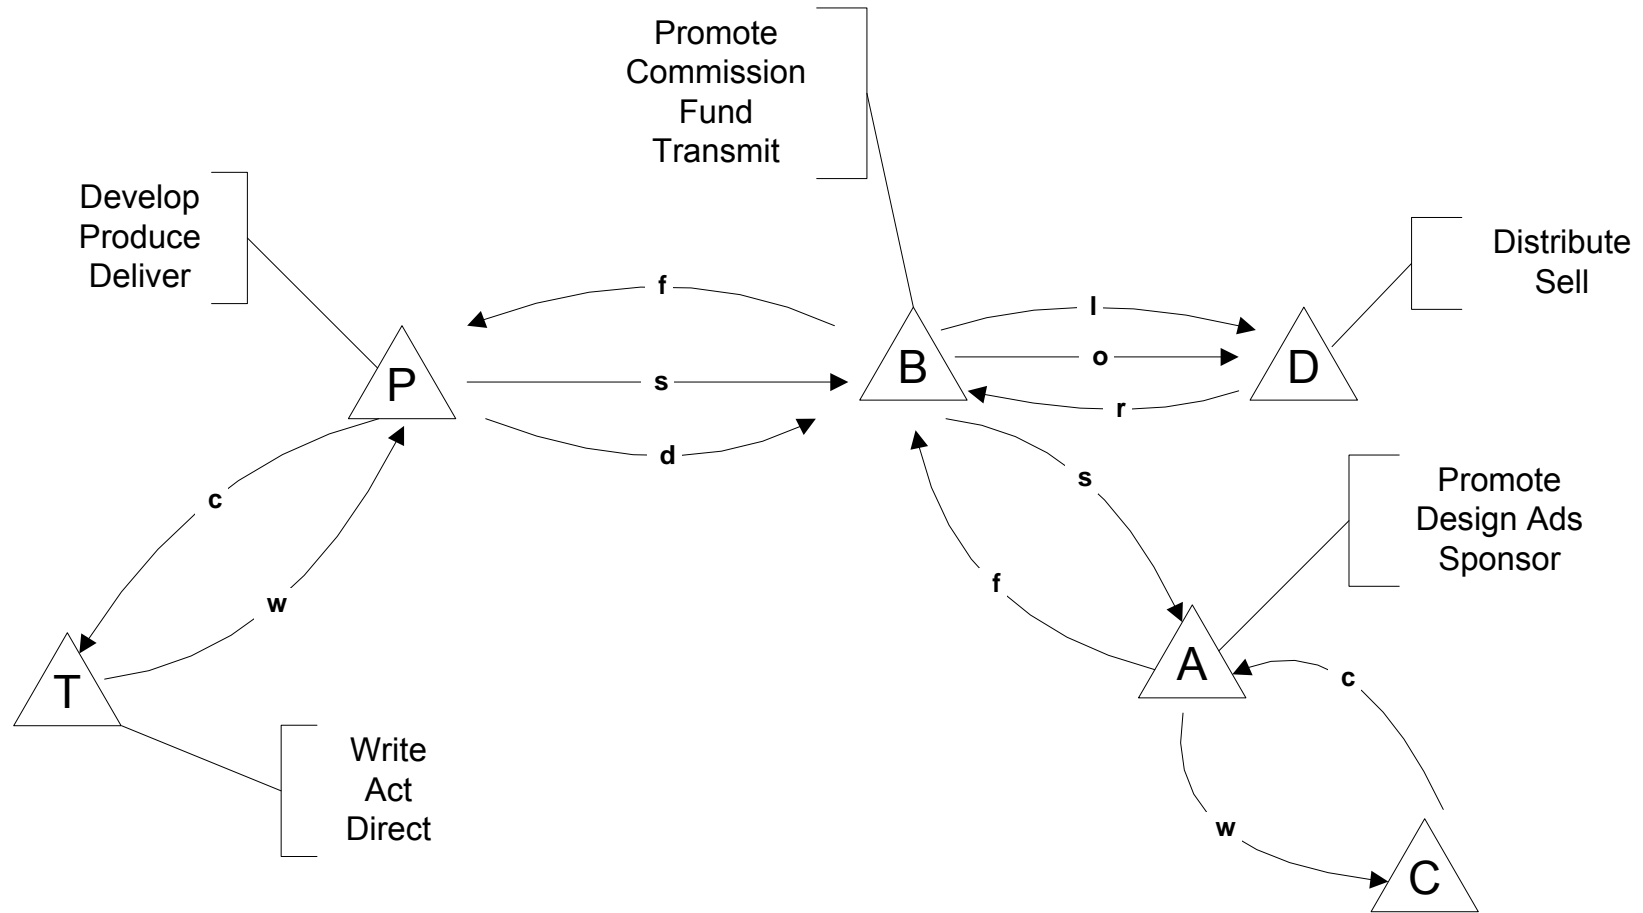 Promote
Commission
Fund
Transmit
Develop
Produce
Deliver
Distribute
Sell
f
l
o
r
P
s
B
D
d
c
w
s
f
Promote
Design Ads
Sponsor
T
A
c
Write
Act
Direct
w
C